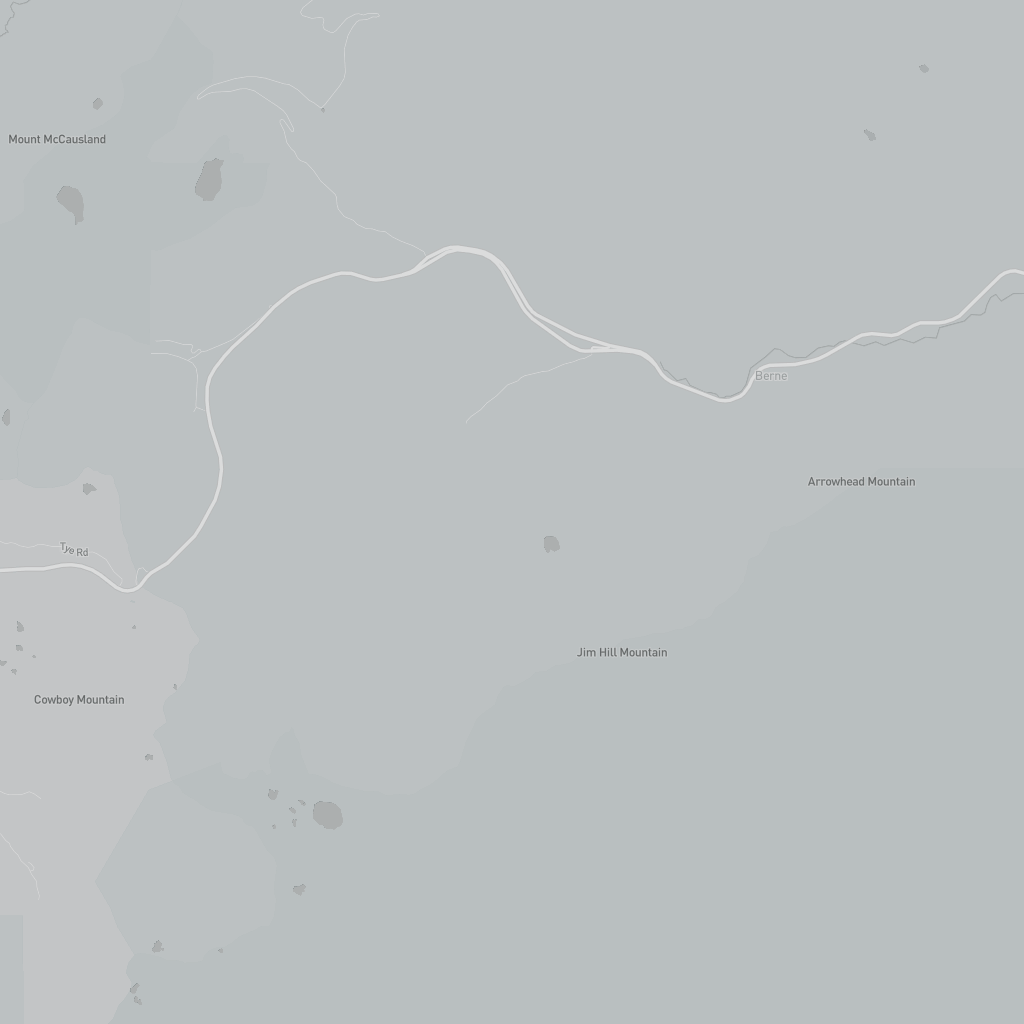 Mount McCausland
Berne
Arrowhead Mountain
Tye Rd
Jim Hill Mountain
Cowboy Mountain